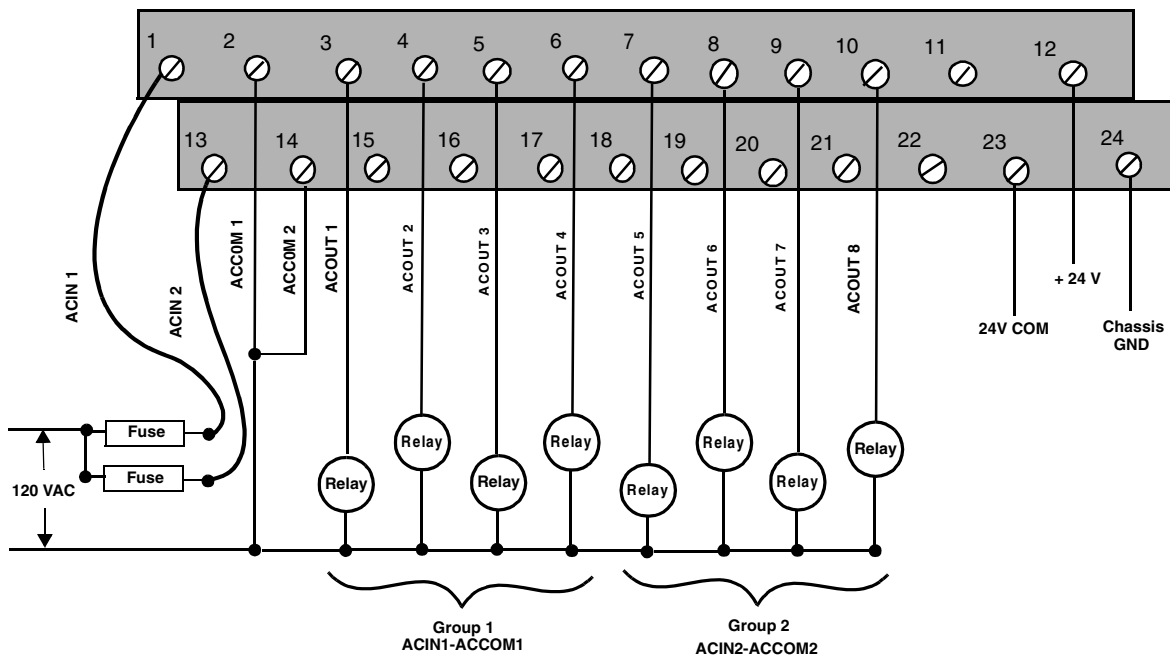 1
2
3
4
5
6
7
8
9
10
11
12
13
14
15
16
17
18
19
20
21
22
23
24
ACIN 1
ACIN 2
ACC0M 1
ACC0M 2
ACOUT 1
ACOUT 2
ACOUT 3
ACOUT 4
ACOUT 5
ACOUT 6
ACOUT 7
ACOUT 8
+ 24 V
24V COM
Chassis
GND
Fuse
Fuse
120 VAC
Relay
Relay
Relay
Relay
Relay
Relay
Relay
Relay
Group 1
ACIN1-ACCOM1
Group 2
ACIN2-ACCOM2